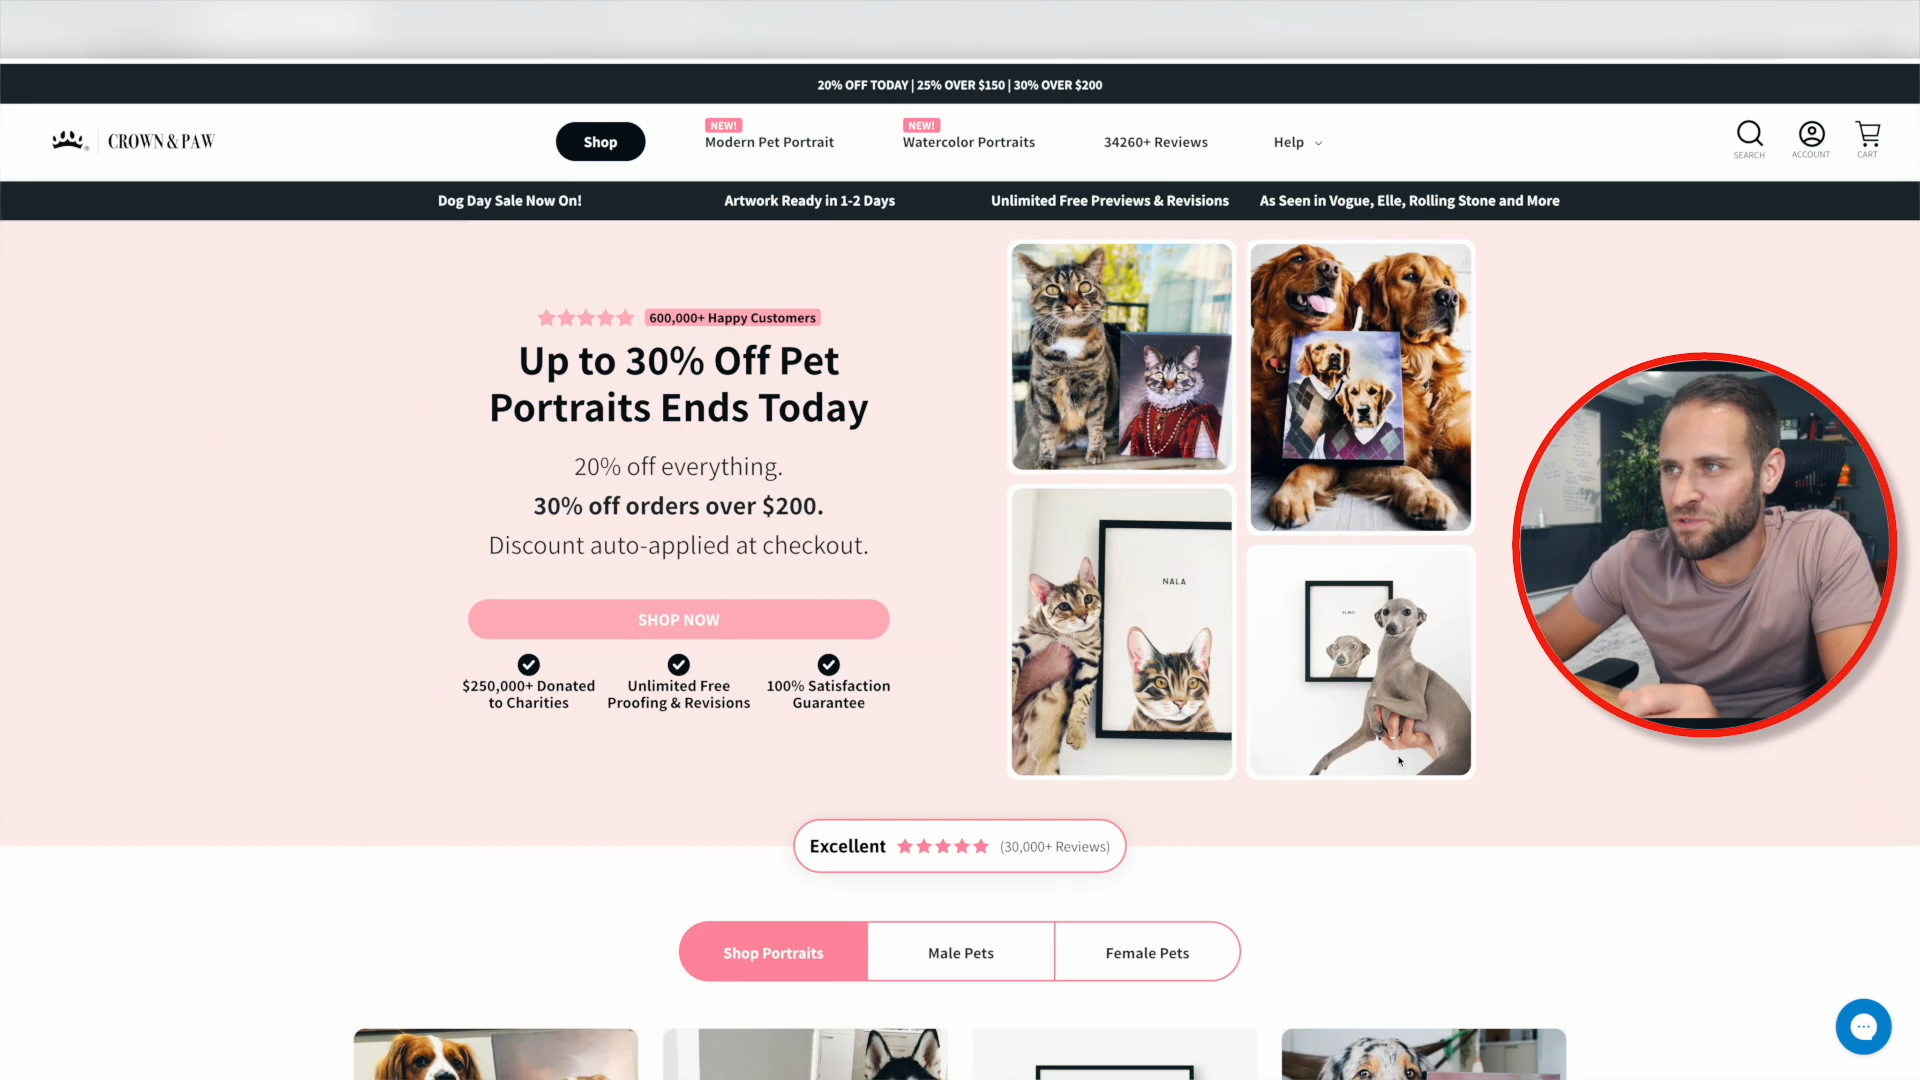 20% OFF TODAY | 25% OVER $150 | 30% OVER $200
CROWN & PAW
Shop
NEW!
Modern Pet Portrait
NEW!
Watercolor Portraits
34260+ Reviews
Help
SEARCH
ACCOUNT
CART
Dog Day Sale Now On!
Artwork Ready in 1-2 Days
Unlimited Free Previews & Revisions
As Seen in Vogue, Elle, Rolling Stone and More
600,000+ Happy Customers
Up to 30% Off Pet
Portraits Ends Today
20% off everything.
30% off orders over $200.
Discount auto-applied at checkout.
SHOP NOW
$250,000+ Donated
to Charities
Unlimited Free
Proofing & Revisions
100% Satisfaction
Guarantee
NALA
Excellent
(30,000+ Reviews)
Shop Portraits
Male Pets
Female Pets